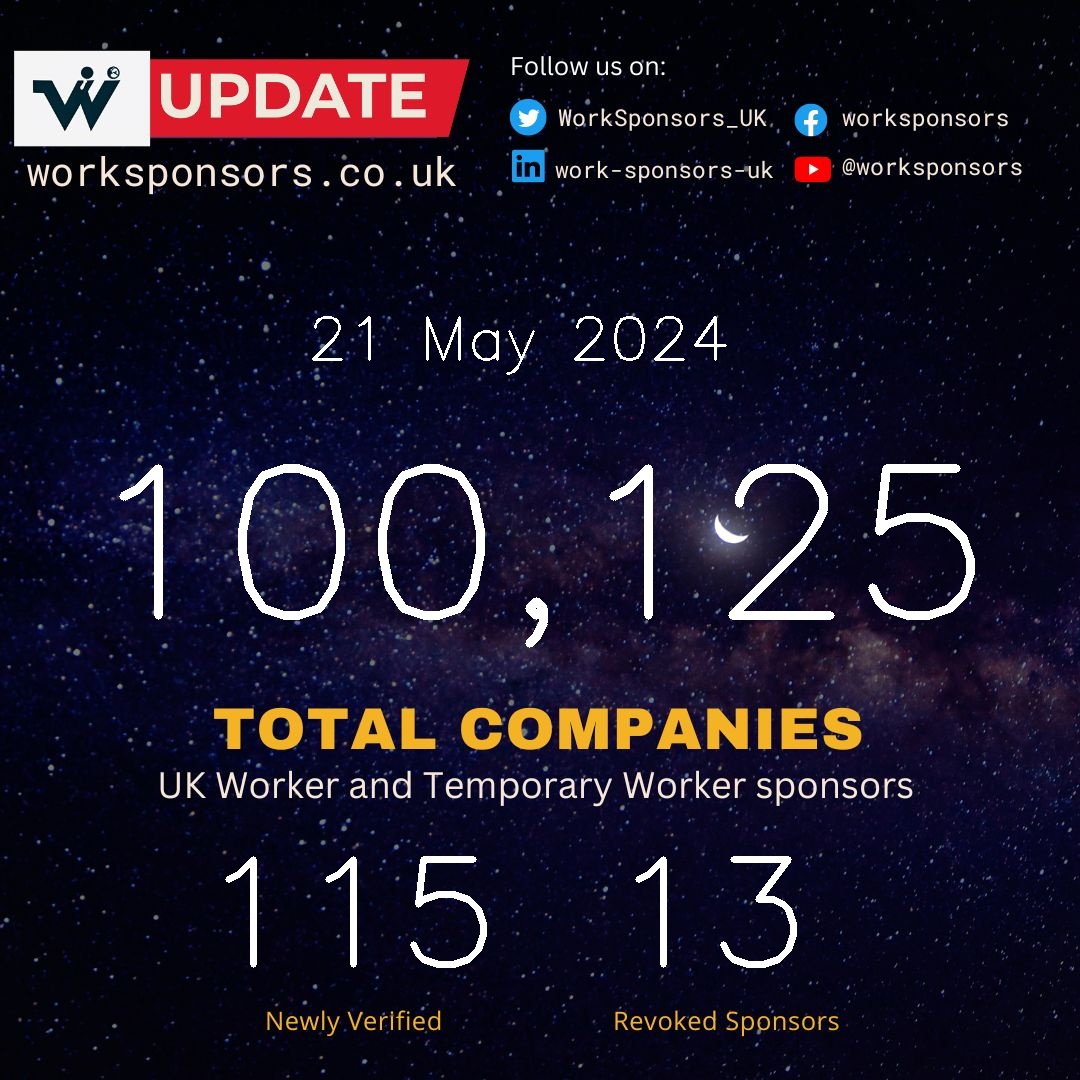 UPDATE
worksponsors.co.uk
Follow us on:
WorkSponsors_UK
worksponsors
work-sponsors-uk
@worksponsors
21 May 2024
100,125
TOTAL COMPANIES
UK Worker and Temporary Worker sponsors
115
13
Newly Verified
Revoked Sponsors